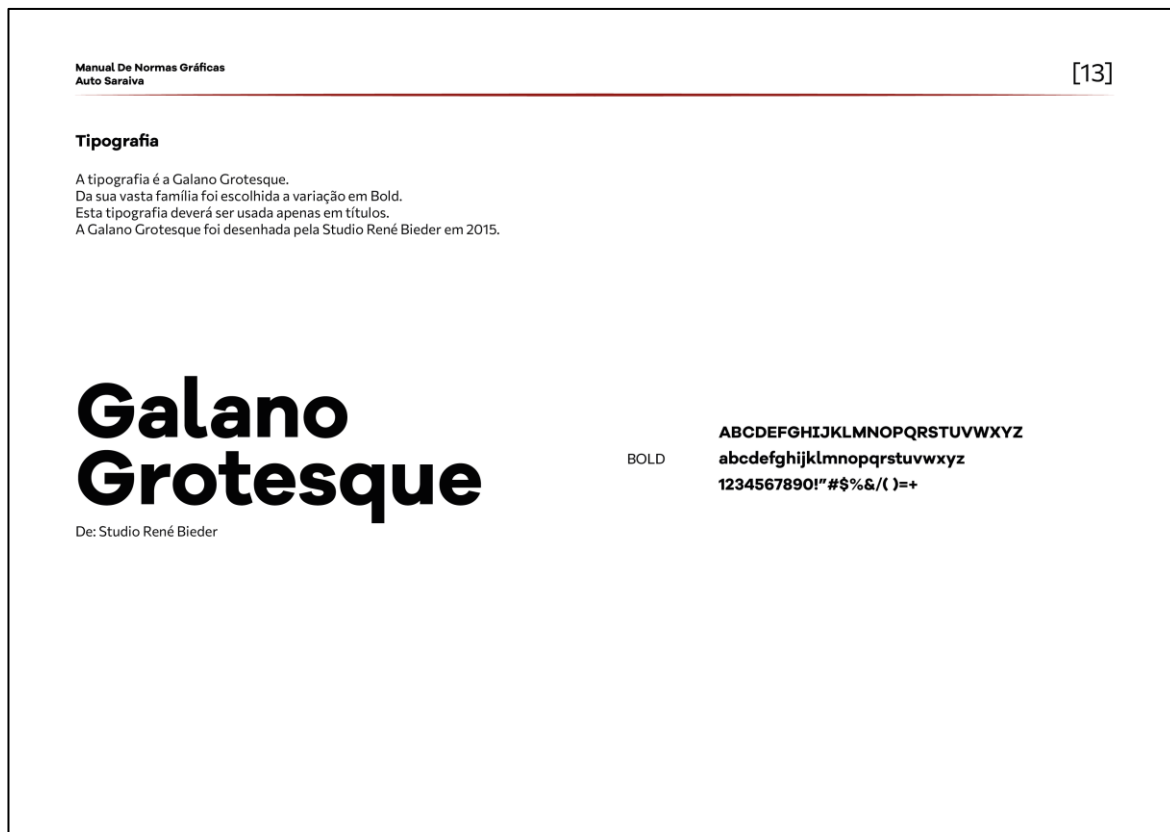 Manual De Normas Gráficas
Auto Saraiva
[13]
Tipografia
A tipografia é a Galano Grotesque.
Da sua vasta família foi escolhida a variação em Bold.
Esta tipografia deverá ser usada apenas em títulos.
A Galano Grotesque foi desenhada pela Studio René Bieder em 2015.
Galano
Grotesque
De: Studio René Bieder
BOLD
ABCDEFGHIJKLMNOPQRSTUVWXYZ
abcdefghijklmnopqrstuvwxyz
1234567890!”#$%&/( )=+